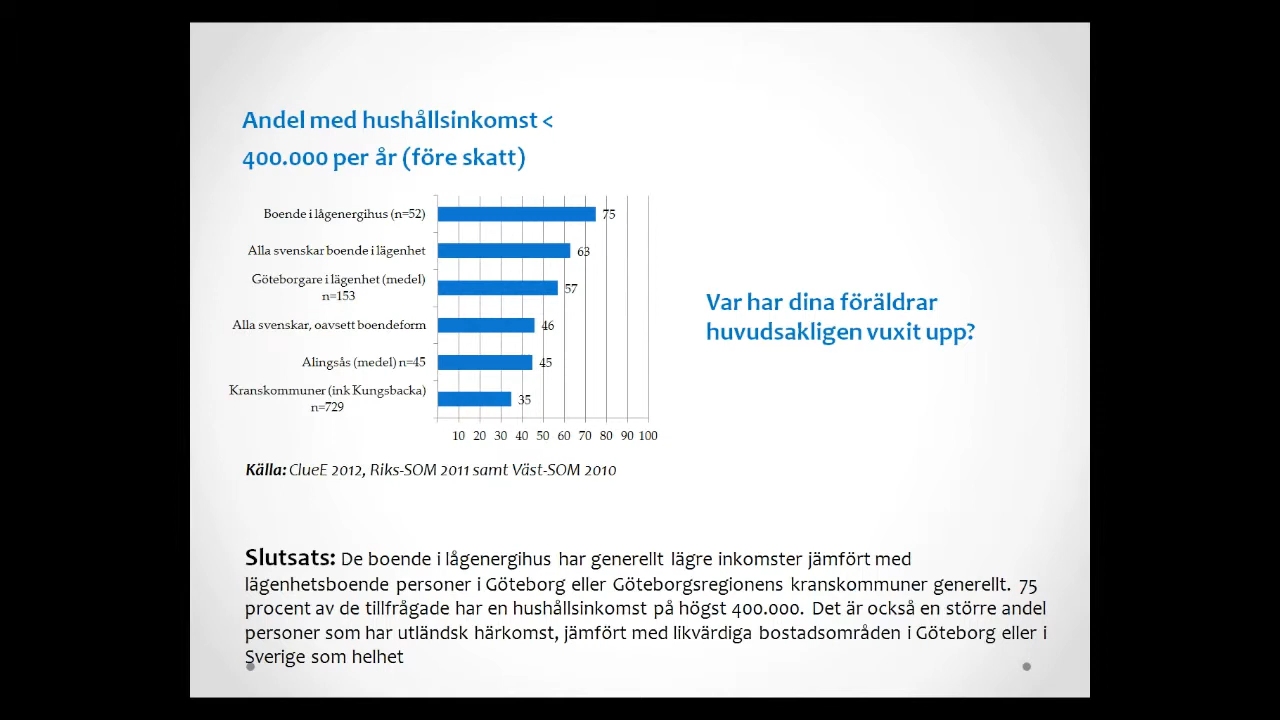 Andel med hushållsinkomst <
400.000 per år (före skatt)
Boende i lågenergihus (n=52)
75
Alla svenskar boende i lägenhet
63
Göteborgare i lägenhet (medel)
n=153
57
Alla svenskar, oavsett boendeform
46
Alingsås (medel) n=45
45
Kranskommuner (ink Kungsbacka)
n=729
35
10 20 30 40 50 60 70 80 90 100
Källa: ClueE 2012, Riks-SOM 2011 samt Väst-SOM 2010
Var har dina föräldrar
huvudsakligen vuxit upp?
Slutsats: De boende i lågenergihus har generellt lägre inkomster jämfört med
lägenhetsboende personer i Göteborg eller Göteborgsregionens kranskommuner generellt. 75
procent av de tillfrågade har en hushållsinkomst på högst 400.000. Det är också en större andel
personer som har utländsk härkomst, jämfört med likvärdiga bostadsområden i Göteborg eller i
Sverige som helhet